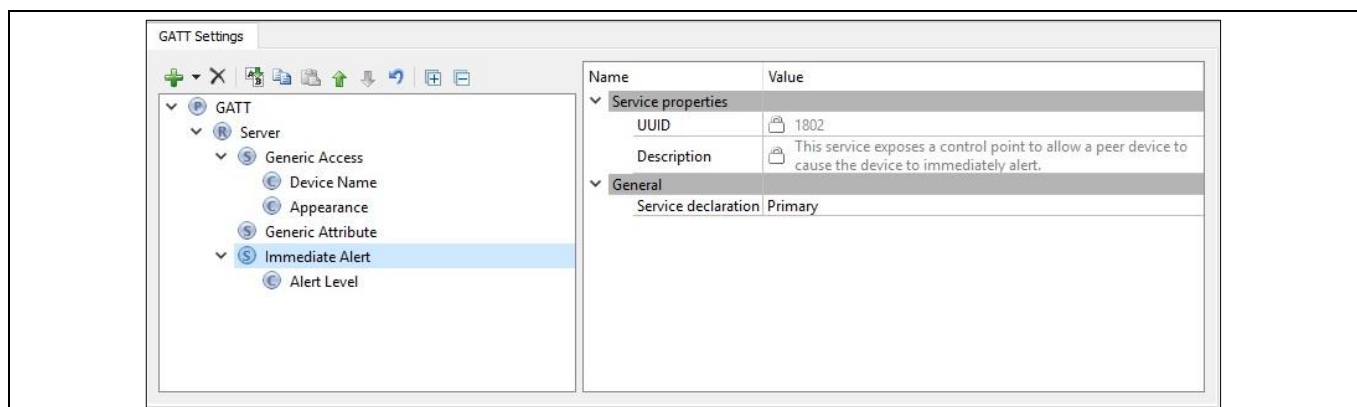 GATT Settings
Name Value
P GATT
Service properties
R Server
UUID 1802
S Generic Access
Description This service exposes a control point to allow a peer device to
cause the device to immediately alert.
C Device Name
General
C Appearance
Service declaration Primary
S Generic Attribute
S Immediate Alert
C Alert Level